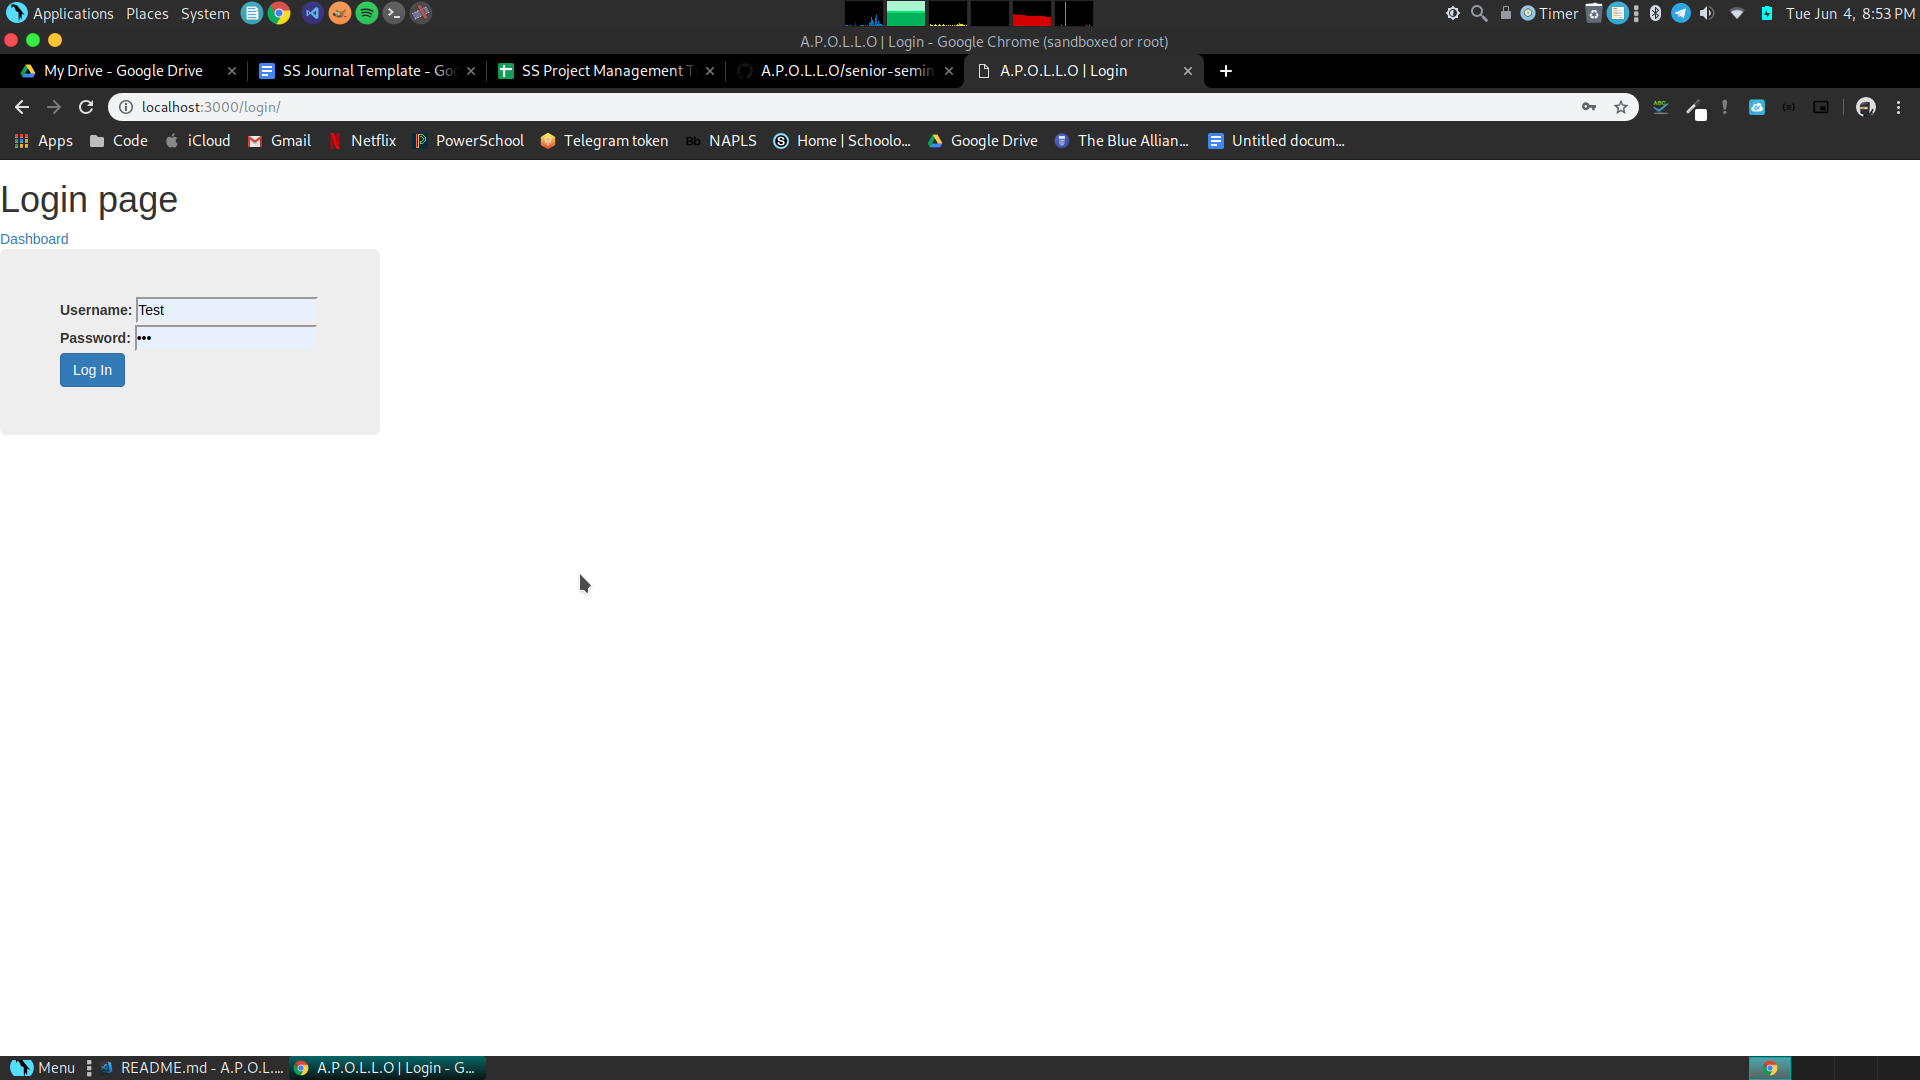 Applications Places System
Timer
Tue Jun 4, 8:53 PM
A.P.O.L.L.O | Login - Google Chrome (sandboxed or root)
My Drive - Google Drive
SS Journal Template - Goo
SS Project Management T
A.P.O.L.L.O/senior-semin
A.P.O.L.L.O | Login
localhost:3000/login/
ABC
Apps
Code
iCloud
Gmail
Netflix
PowerSchool
Telegram token
Bb NAPLS
Home | Schoolo...
Google Drive
The Blue Allian...
Untitled docum...
Login page
Dashboard
Username: Test
Password: •••
Log In
Menu
README.md - A.P.O.L....
A.P.O.L.L.O | Login - G...